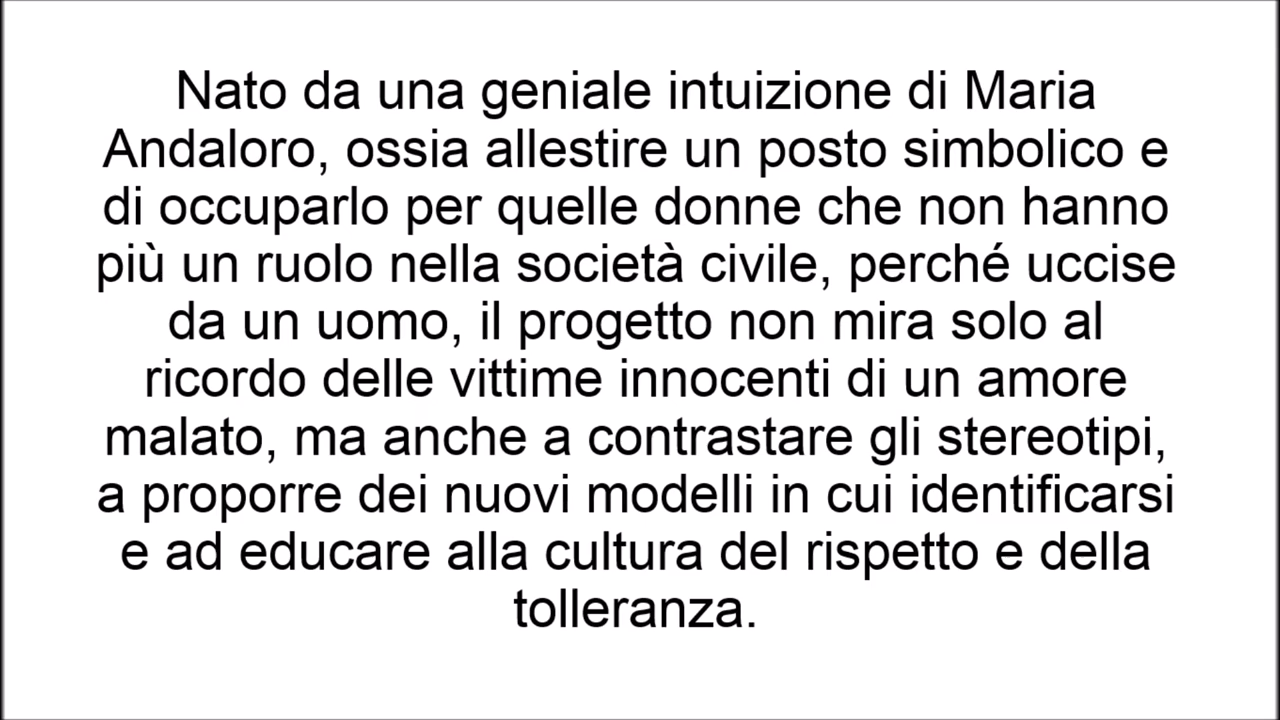 Nato da una geniale intuizione di Maria
Andaloro, ossia allestire un posto simbolico e
di occuparlo per quelle donne che non hanno
più un ruolo nella società civile, perché uccise
da un uomo, il progetto non mira solo al
ricordo delle vittime innocenti di un amore
malato, ma anche a contrastare gli stereotipi,
a proporre dei nuovi modelli in cui identificarsi
e ad educare alla cultura del rispetto e della
tolleranza.